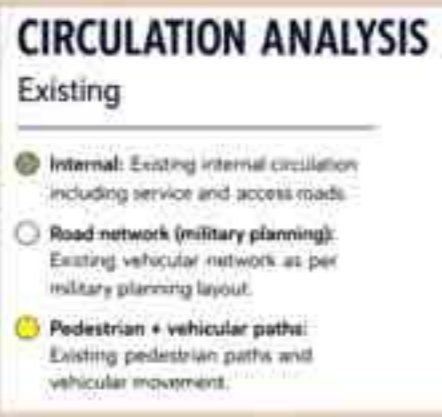 CIRCULATION ANALYSIS
Existing
Internal: Existing internal circulation
including service and access roads.
Road network (military planning):
Existing vehicular network as per
military planning layout.
Pedestrian + vehicular paths:
Existing pedestrian paths and
vehicular movement.